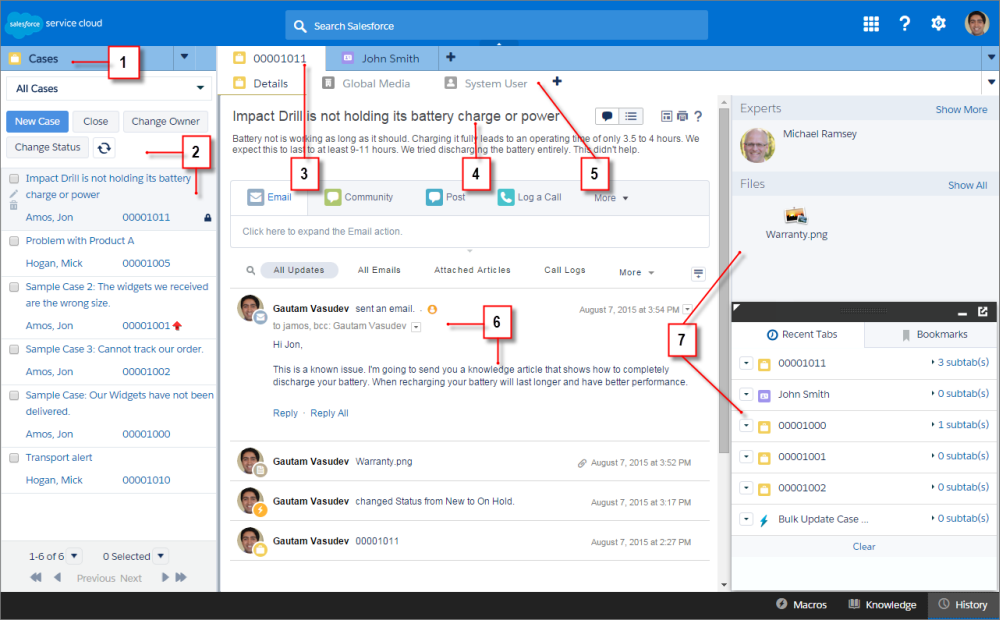 salesforce service cloud
Search Salesforce
Cases
1
All Cases
New Case Close Change Owner
Change Status
2
Impact Drill is not holding its battery
charge or power
Amos, Jon 00001011
Problem with Product A
Hogan, Mick 00001005
Sample Case 2: The widgets we received
are the wrong size.
Amos, Jon 00001001
Sample Case 3: Cannot track our order.
Amos, Jon 00001002
Sample Case: Our Widgets have not been
delivered.
Amos, Jon 00001000
Transport alert
Hogan, Mick 00001010
1-6 of 6 0 Selected
Previous Next
00001011 John Smith
Details Global Media System User
Impact Drill is not holding its battery charge or power
Battery not is working as long as it should. Charging it fully leads to an operating time of only 3.5 to 4 hours. We
expect this to last to at least 9-11 hours. We tried discharging the battery entirely. This didn't help.
3
4
5
Email Community Post Log a Call More
Click here to expand the Email action.
All Updates All Emails Attached Articles Call Logs More
Gautam Vasudev sent an email. August 7, 2015 at 3:54 PM
to jamos, bcc: Gautam Vasudev
6
Hi Jon,
This is a known issue. I'm going to send you a knowledge article that shows how to completely
discharge your battery. When recharging your battery will last longer and have better performance.
Reply · Reply All
Gautam Vasudev Warranty.png August 7, 2015 at 3:52 PM
Gautam Vasudev changed Status from New to On Hold. August 7, 2015 at 3:17 PM
Gautam Vasudev 00001011 August 7, 2015 at 2:27 PM
Experts Show More
Michael Ramsey
Files Show All
Warranty.png
7
Recent Tabs Bookmarks
00001011 3 subtab(s)
John Smith 0 subtab(s)
00001000 1 subtab(s)
00001001 0 subtab(s)
00001002 0 subtab(s)
Bulk Update Case ... 0 subtab(s)
Clear
Macros Knowledge History